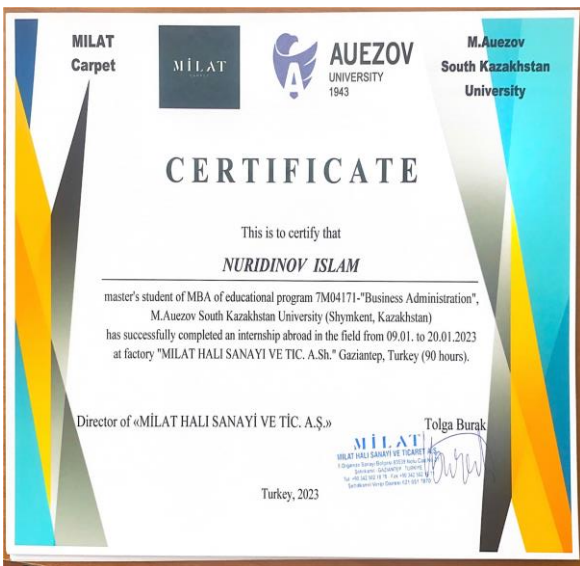 MILAT
Carpet
MİLAT
AUEZOV
UNIVERSITY
1943
M.Auezov
South Kazakhstan
University
CERTIFICATE
This is to certify that
NURIDINOV ISLAM
master's student of MBA of educational program 7M04171-"Business Administration",
M.Auezov South Kazakhstan University (Shymkent, Kazakhstan)
has successfully completed an internship abroad in the field from 09.01. to 20.01.2023
at factory "MILAT HALI SANAYI VE TIC. A.Sh." Gaziantep, Turkey (90 hours).
Director of «MİLAT HALI SANAYİ VE TİC. A.Ş.»
Tolga Burak
MİLAT
MİLAT HALI SANAYİ VE TİCARET A.Ş.
Turkey, 2023